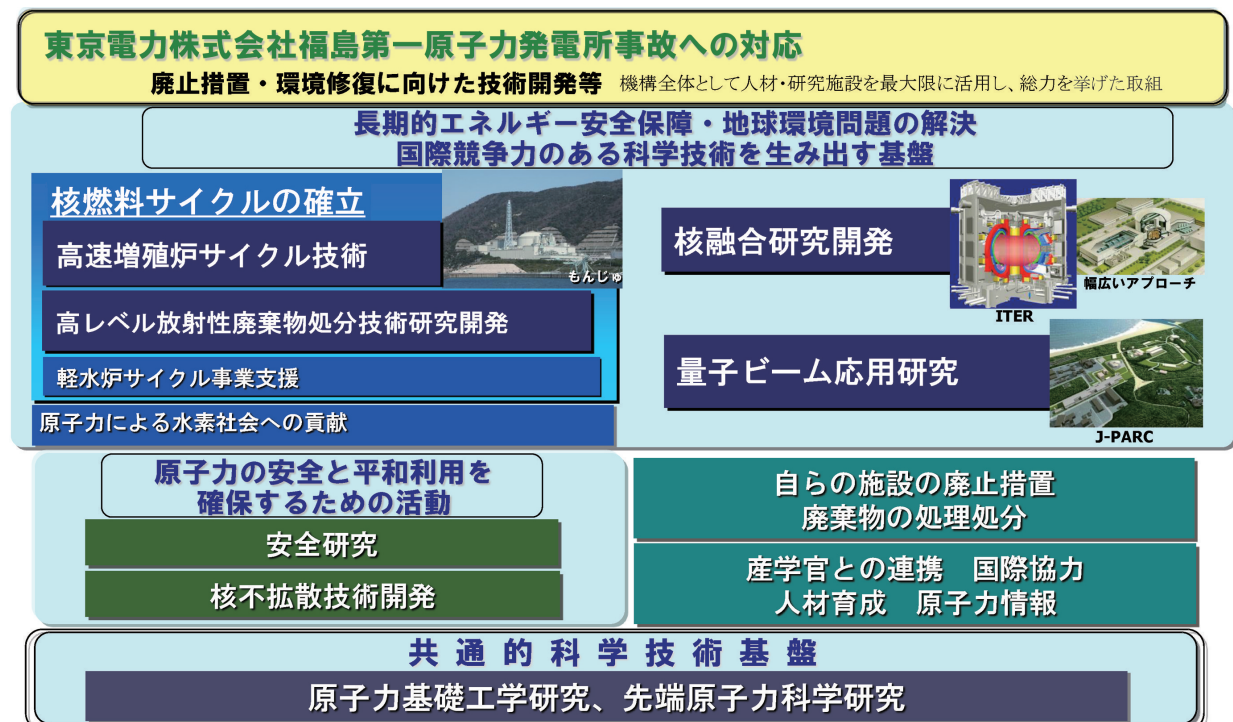 東京電力株式会社福島第一原子力発電所事故への対応
廃止措置・環境修復に向けた技術開発等 機構全体として人材・研究施設を最大限に活用し、総力を挙げた取組
長期的エネルギー安全保障・地球環境問題の解決
国際競争力のある科学技術を生み出す基盤
核燃料サイクルの確立
高速増殖炉サイクル技術
もんじゅ
高レベル放射性廃棄物処分技術研究開発
軽水炉サイクル事業支援
原子力による水素社会への貢献
核融合研究開発
ITER
幅広いアプローチ
量子ビーム応用研究
J-PARC
原子力の安全と平和利用を
確保するための活動
安全研究
核不拡散技術開発
自らの施設の廃止措置
廃棄物の処理処分
産学官との連携 国際協力
人材育成 原子力情報
共通的科学技術基盤
原子力基礎工学研究、先端原子力科学研究